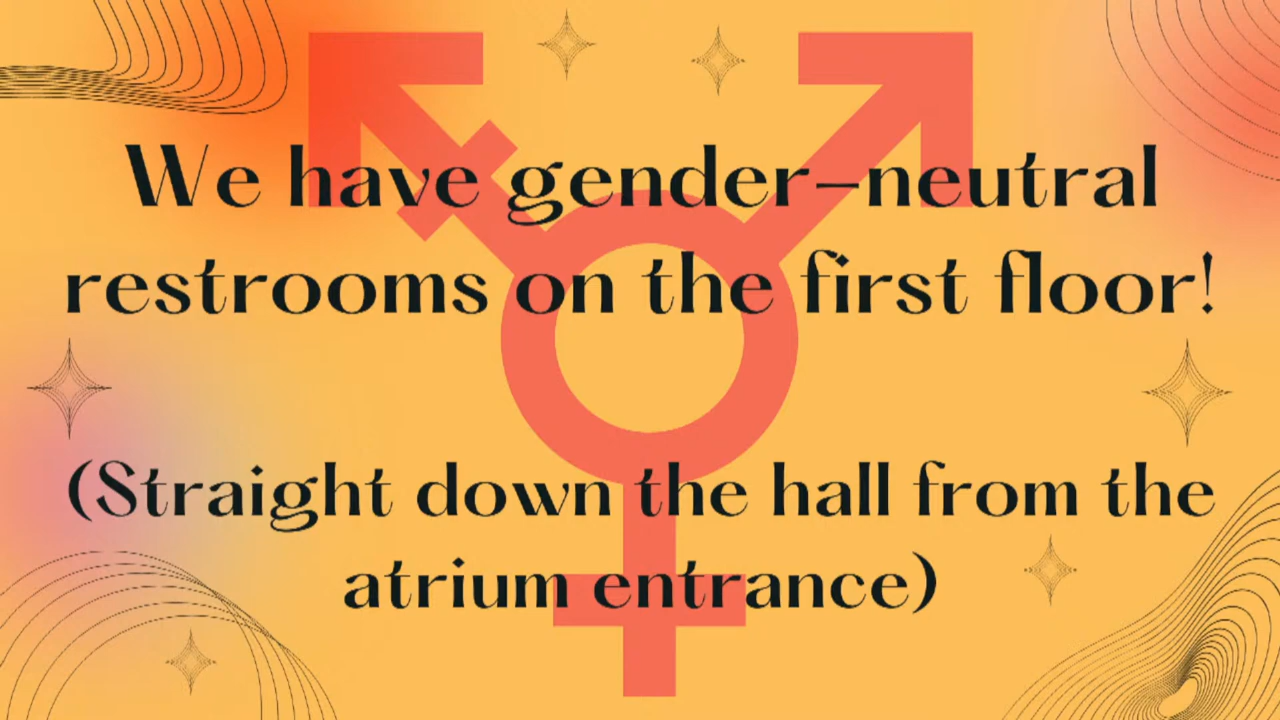 We have gender-neutral
restrooms on the first floor!
(Straight down the hall from the
atrium entrance)